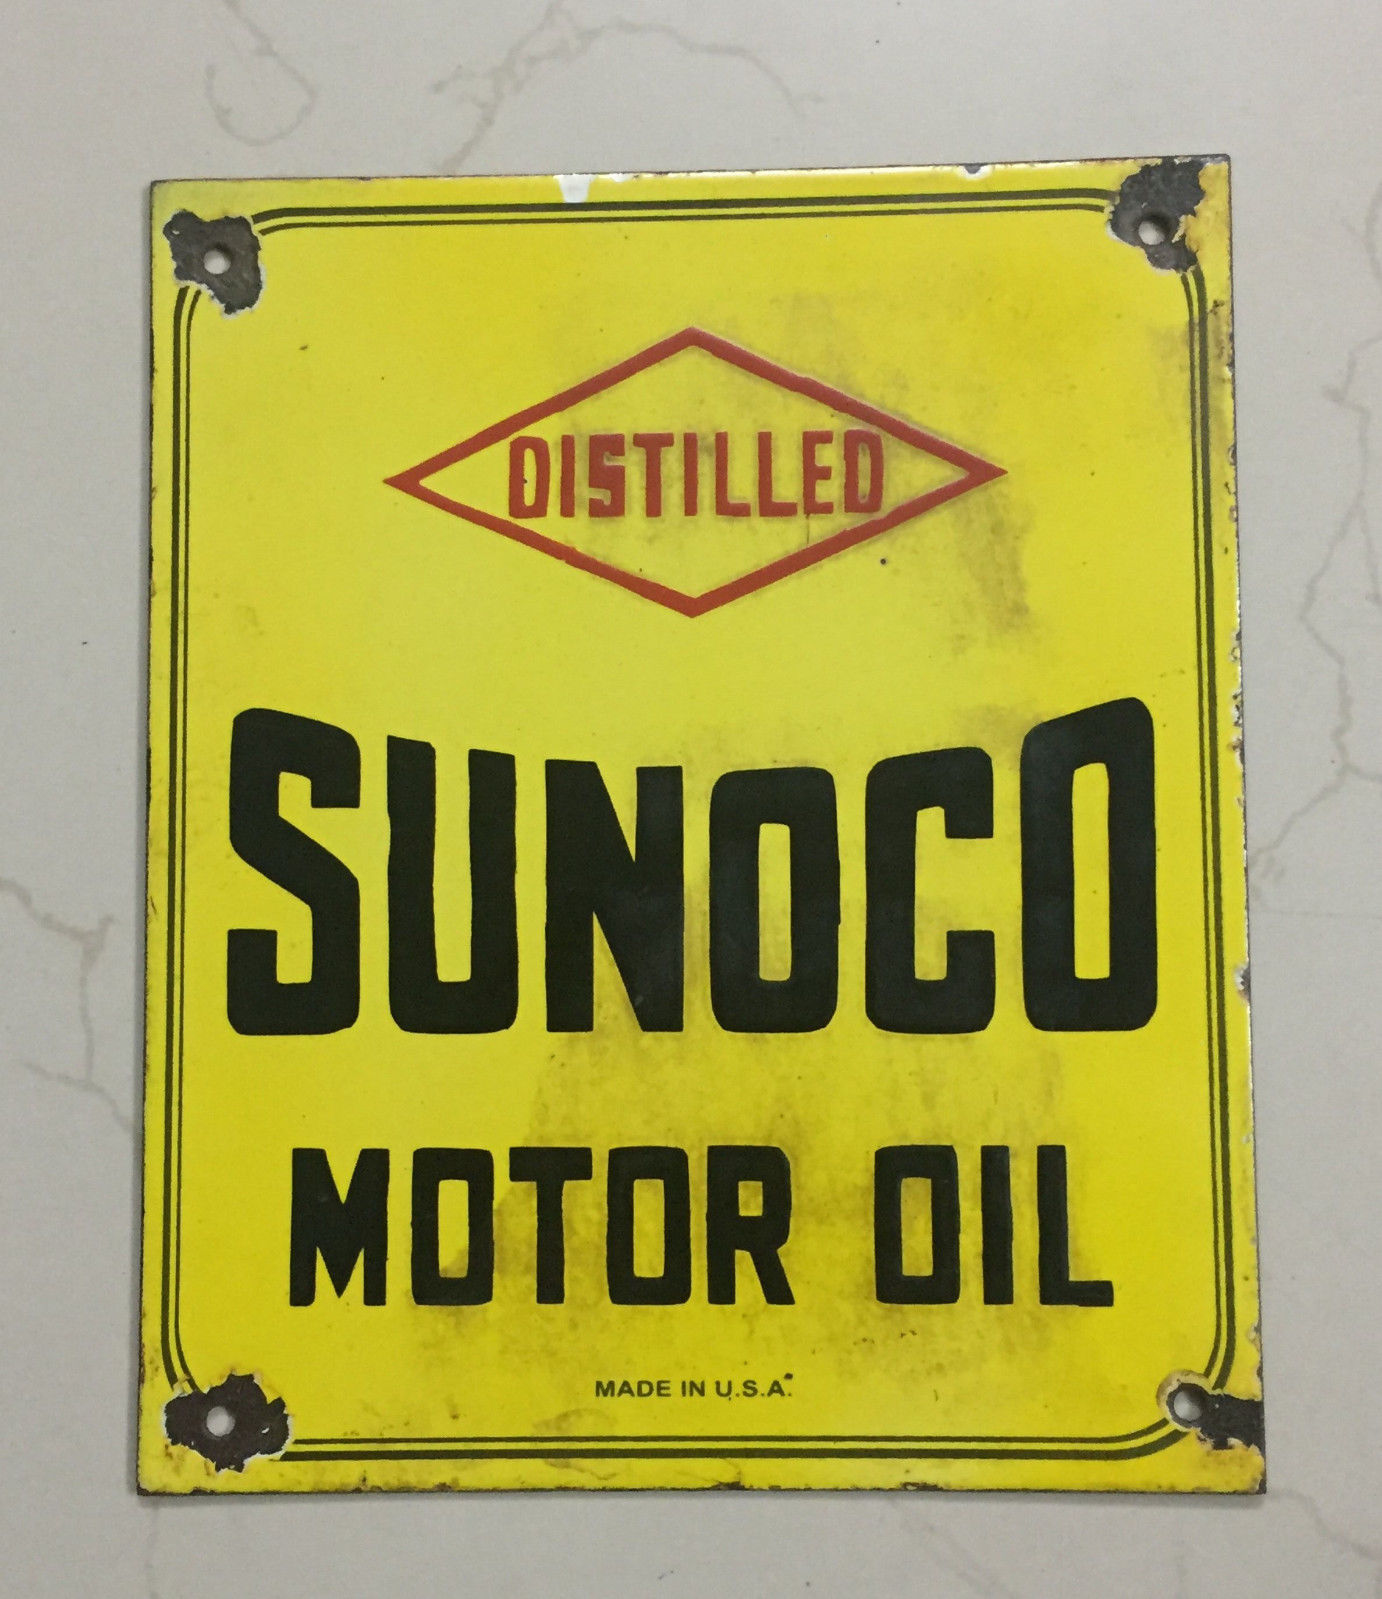 DISTILLED
SUNOCO
MOTOR OIL
MADE IN U.S.A.